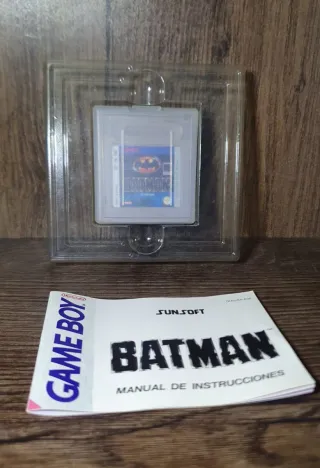 SUNSOFT
GAME BOY
BATMAN
MANUAL DE INSTRUCCIONES